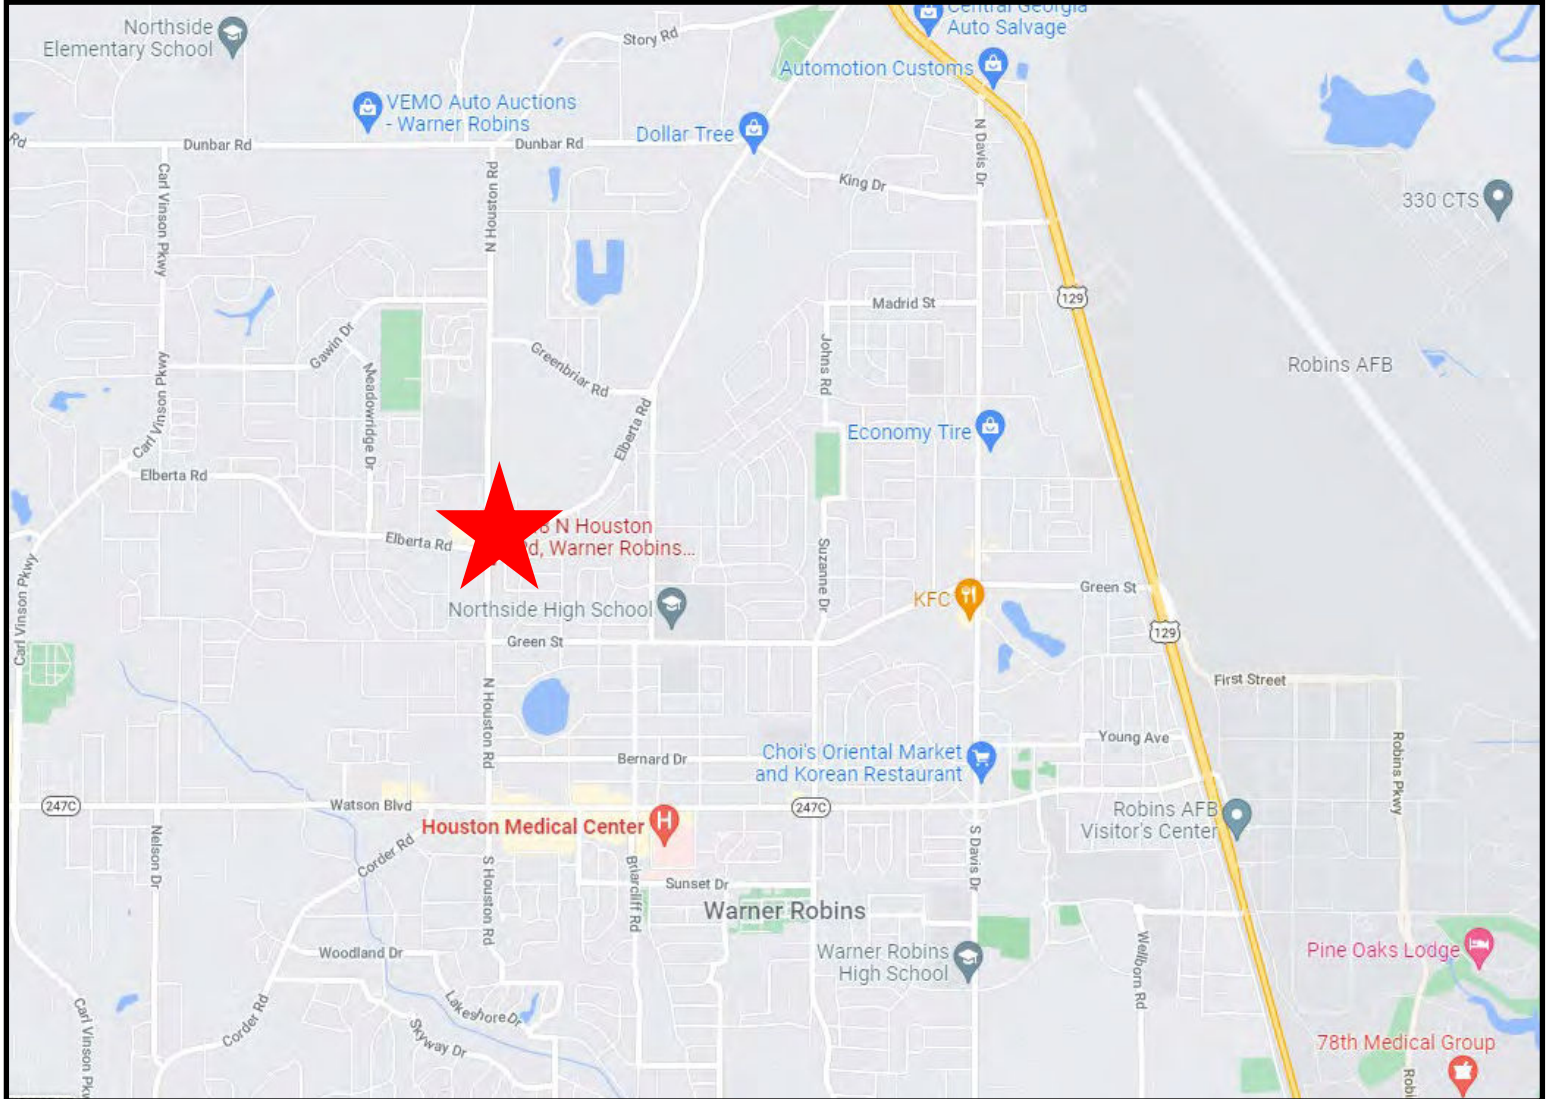 Northside
Elementary School
Story Rd
Central Georgia
Auto Salvage
Automotion Customs
VEMO Auto Auctions
- Warner Robins
Dollar Tree
Rd
Dunbar Rd
Dunbar Rd
N Davis Dr
King Dr
Carl Vinson Pkwy
N Houston Rd
330 CTS
129
Madrid St
Gawin Dr
Greenbriar Rd
Johns Rd
Robins AFB
Meadowridge Dr
Carl Vinson Pkwy
Elberta Rd
Economy Tire
Elberta Rd
N Houston
Rd, Warner Robins...
Elberta Rd
Suzanne Dr
Carl Vinson Pkwy
Northside High School
KFC
Green St
129
Green St
First Street
N Houston Rd
Bernard Dr
Choi's Oriental Market
and Korean Restaurant
Young Ave
Robins Pkwy
247C
Watson Blvd
247C
Houston Medical Center
Robins AFB
Visitor's Center
Nelson Dr
Corder Rd
S Houston Rd
Briarcliff Rd
Sunset Dr
S Davis Dr
Warner Robins
Warner Robins
High School
Wellborn Rd
Pine Oaks Lodge
Woodland Dr
Lakeshore Dr
Corder Rd
Skyway Dr
Carl Vinson
78th Medical Group